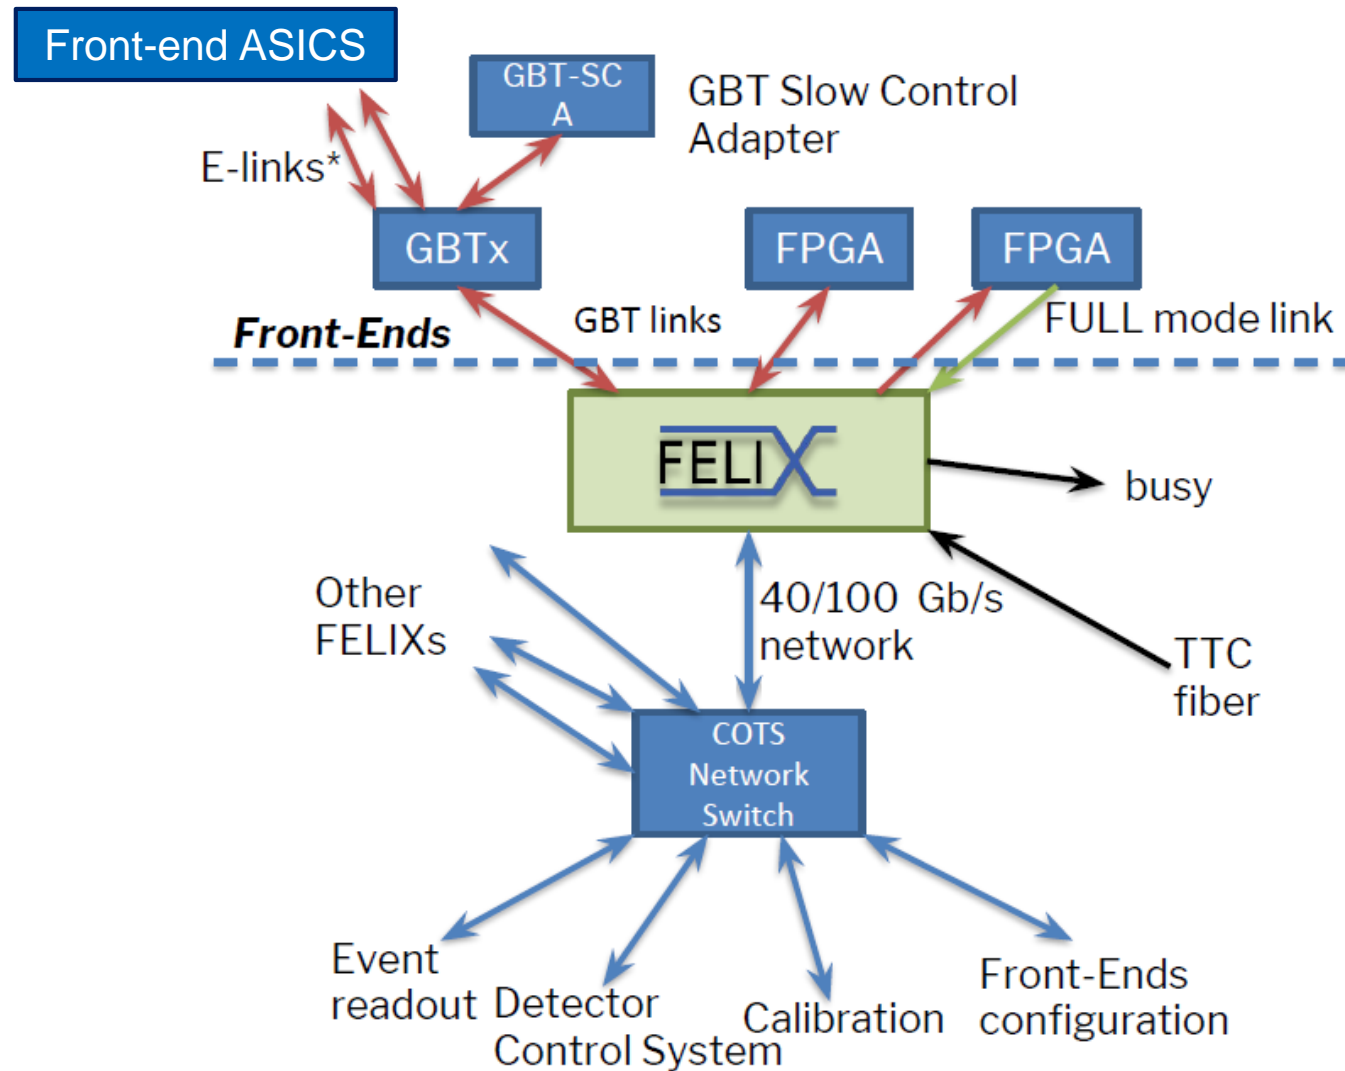 Front-end ASICS
GBT-SC
A
GBT Slow Control
Adapter
E-links*
GBTx
FPGA
FPGA
GBT links
FULL mode link
Front-Ends
FELIX
busy
Other
FELIXs
40/100 Gb/s
network
TTC
fiber
COTS
Network
Switch
Event
readout
Detector
Control System
Calibration
Front-Ends
configuration